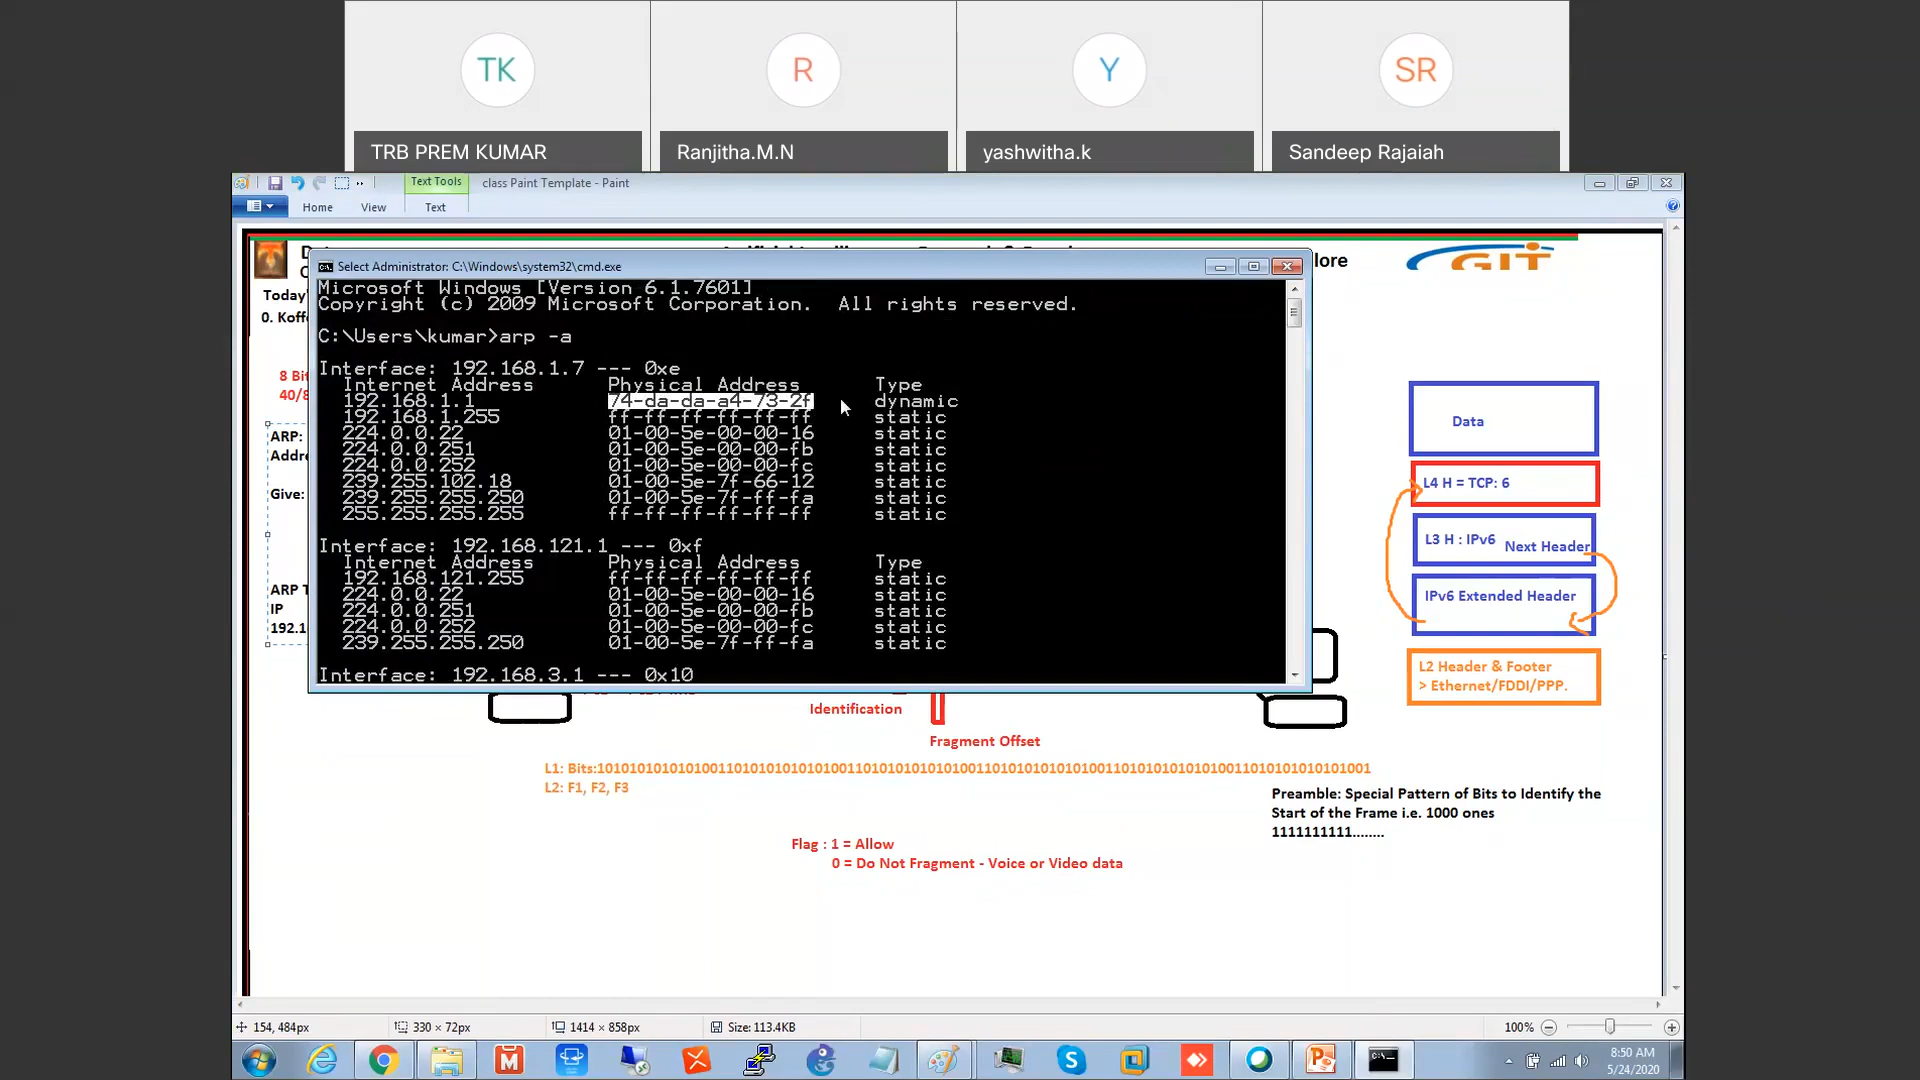 TK
R
Y
SR
TRB PREM KUMAR
Ranjitha.M.N
yashwitha.k
Sandeep Rajaiah
Text Tools
class Paint Template - Paint
Home
View
Text
lore
GIT
Today'
0. Koffe
Select Administrator: C:\Windows\system32\cmd.exe
Microsoft Windows [Version 6.1.7601]
Copyright (c) 2009 Microsoft Corporation. All rights reserved.
C:\Users\kumar>arp -a
Interface: 192.168.1.7 --- 0xe
Internet Address Physical Address Type
192.168.1.1 74-da-da-a4-73-2f dynamic
192.168.1.255 ff-ff-ff-ff-ff-ff static
224.0.0.22 01-00-5e-00-00-16 static
224.0.0.251 01-00-5e-00-00-fb static
224.0.0.252 01-00-5e-00-00-fc static
239.255.102.18 01-00-5e-7f-66-12 static
239.255.255.250 01-00-5e-7f-ff-fa static
255.255.255.255 ff-ff-ff-ff-ff-ff static
Interface: 192.168.121.1 --- 0xf
Internet Address Physical Address Type
192.168.121.255 ff-ff-ff-ff-ff-ff static
224.0.0.22 01-00-5e-00-00-16 static
224.0.0.251 01-00-5e-00-00-fb static
224.0.0.252 01-00-5e-00-00-fc static
239.255.255.250 01-00-5e-7f-ff-fa static
Interface: 192.168.3.1 --- 0x10
8 Bit
40/8
ARP:
Addre
Give:
ARP T
IP
192.1
Data
L4 H = TCP: 6
L3 H : IPv6 Next Header
IPv6 Extended Header
L2 Header & Footer
> Ethernet/FDDI/PPP.
Identification
Fragment Offset
L1: Bits:1010101010101001101010101010100110101010101010011010101010101001101010101010100110101010101001
L2: F1, F2, F3
Preamble: Special Pattern of Bits to Identify the
Start of the Frame i.e. 1000 ones
1111111111........
Flag : 1 = Allow
0 = Do Not Fragment - Voice or Video data
154, 484px
330 × 72px
1414 × 858px
Size: 113.4KB
100%
8:50 AM
5/24/2020